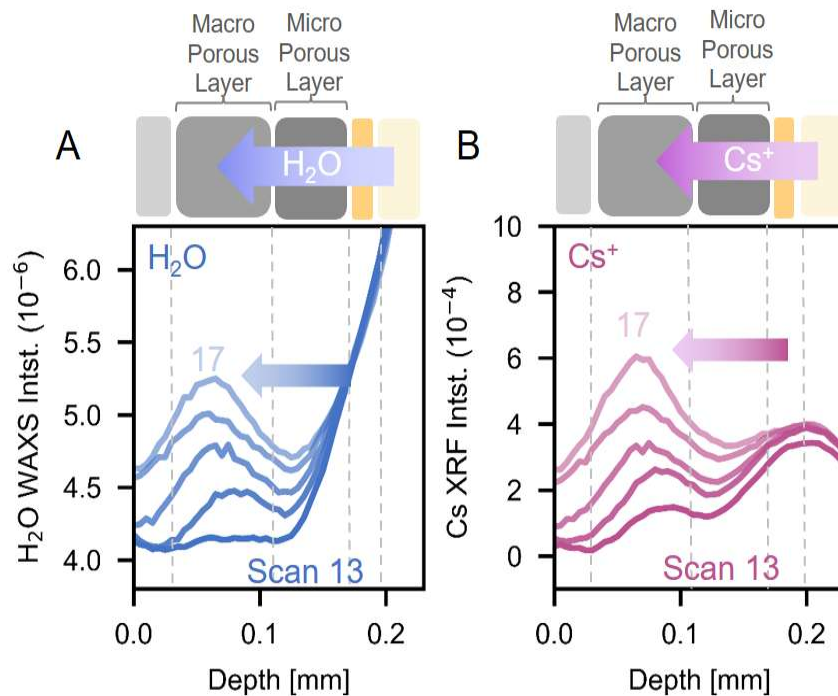 Macro
Porous
Layer
Micro
Porous
Layer
A
H₂O
H₂O
17
Scan 13
H₂O WAXS Intst. (10⁻⁶)
6.0
5.5
5.0
4.5
4.0
0.0
0.1
0.2
Depth [mm]
Macro
Porous
Layer
Micro
Porous
Layer
B
Cs⁺
Cs⁺
17
Scan 13
Cs XRF Intst. (10⁻⁴)
10
8
6
4
2
0
0.0
0.1
0.2
Depth [mm]